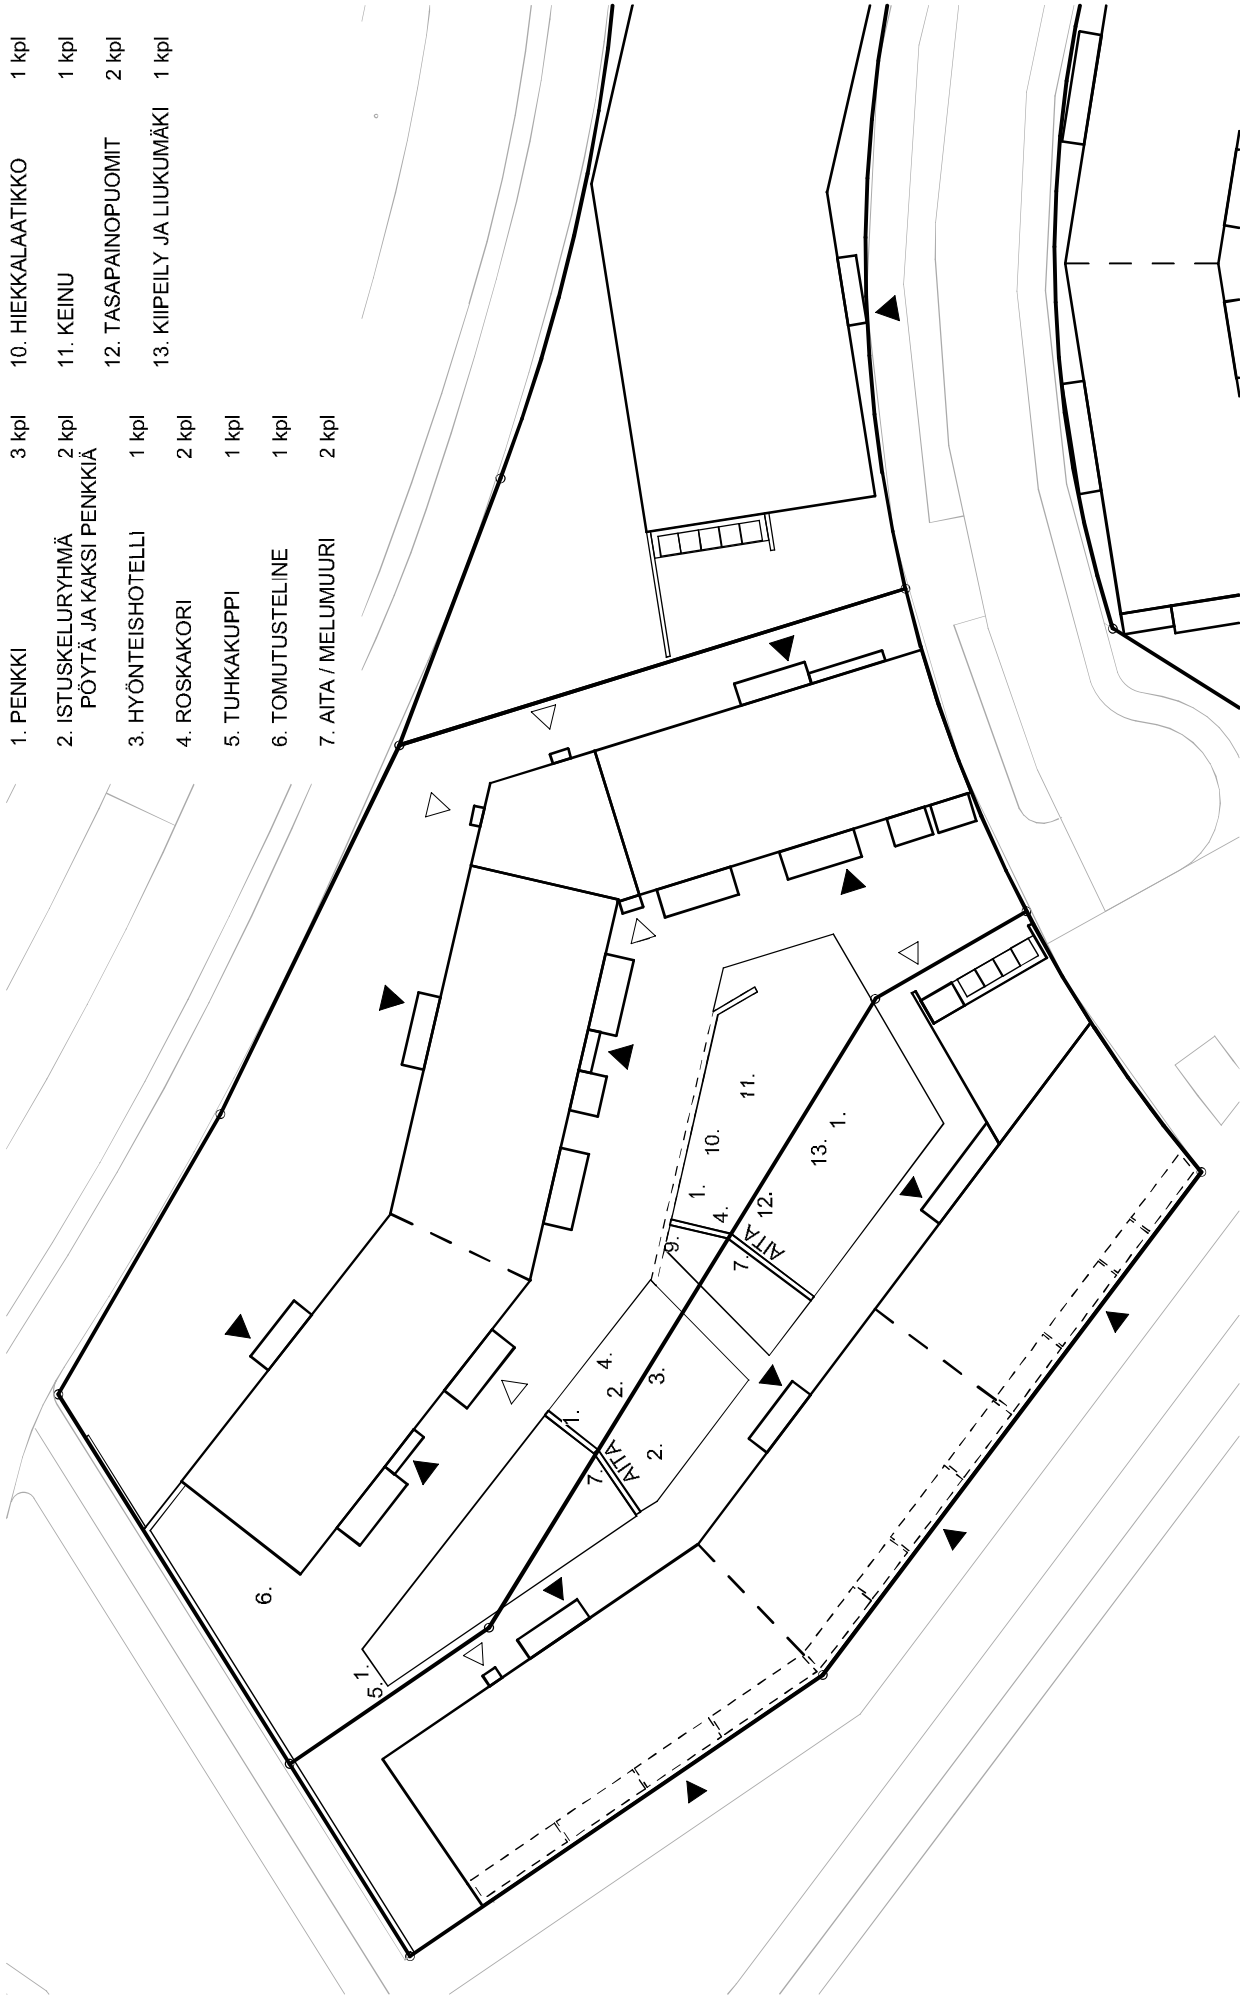 1. PENKKI 3 kpl
2. ISTUSKELURYHMÄ 2 kpl
PÖYTÄ JA KAKSI PENKKIÄ
3. HYÖNTEISHOTELLI 1 kpl
4. ROSKAKORI 2 kpl
5. TUHKAKUPPI 1 kpl
6. TOMUTUSTELINE 1 kpl
7. AITA / MELUMUURI 2 kpl
10. HIEKKALAATIKKO 1 kpl
11. KEINU 1 kpl
12. TASAPAINOPUOMIT 2 kpl
13. KIIPEILY JA LIUKUMÄKI 1 kpl
6.
5.
1.
1.
7.
AITA
2.
2.
4.
3.
9.
7.
AITA
4.
1.
12.
10.
13.
1.
11.